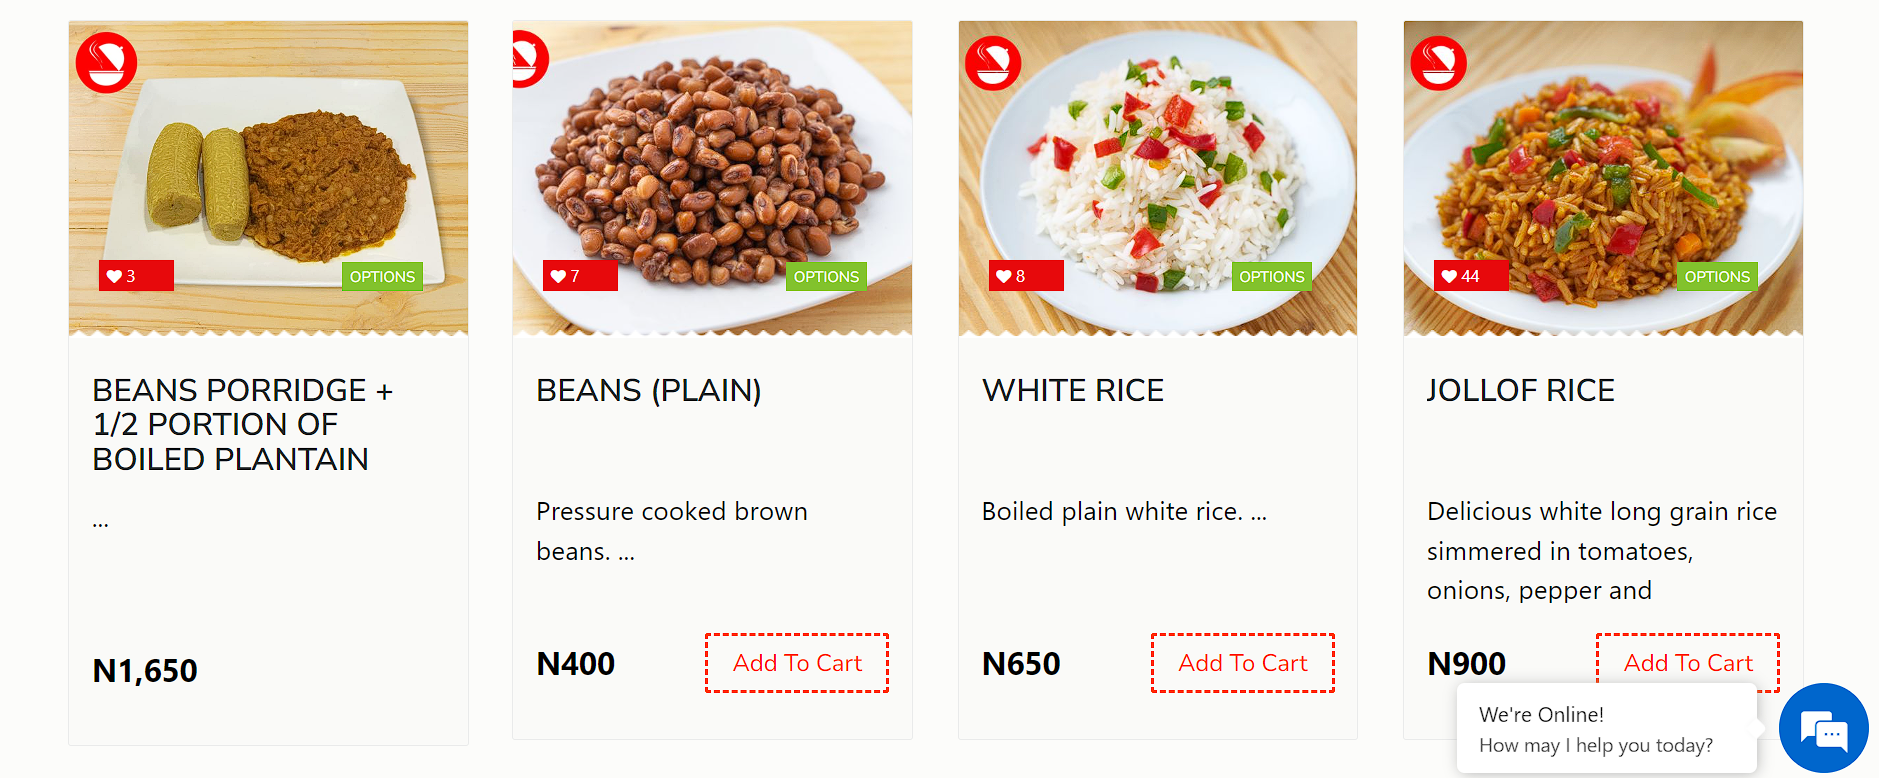 3
OPTIONS
BEANS PORRIDGE +
1/2 PORTION OF
BOILED PLANTAIN
...
N1,650
7
OPTIONS
BEANS (PLAIN)
Pressure cooked brown
beans. ...
N400
Add To Cart
8
OPTIONS
WHITE RICE
Boiled plain white rice. ...
N650
Add To Cart
44
OPTIONS
JOLLOF RICE
Delicious white long grain rice
simmered in tomatoes,
onions, pepper and
N900
Add To Cart
We're Online!
How may I help you today?